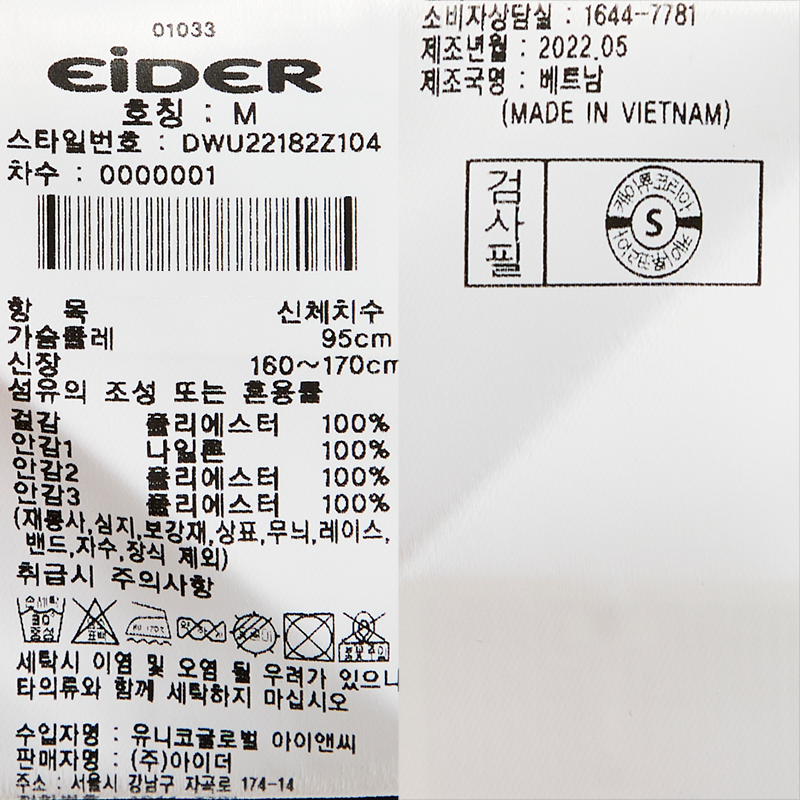 01033
EiDER
호칭 : M
스타일번호 : DWU22182Z104
차수 : 0000001
항 목 신체치수
가슴둘레 95cm
신장 160~170cm
섬유의 조성 또는 혼용률
겉감 폴리에스터 100%
안감1 나일론 100%
안감2 폴리에스터 100%
안감3 폴리에스터 100%
(재봉사,심지,보강재,상표,무늬,레이스,
밴드,자수,장식 제외)
취급시 주의사항
손세탁
30°
중성
표백
세탁시 이염 및 오염 될 우려가 있으니
타의류와 함께 세탁하지 마십시오
수입자명 : 유니코글로벌 아이앤씨
판매자명 : (주)아이더
주소 : 서울시 강남구 자곡로 174-14
소비자상담실 : 1644-7781
제조년월 : 2022.05
제조국명 : 베트남
(MADE IN VIETNAM)
검사필
S